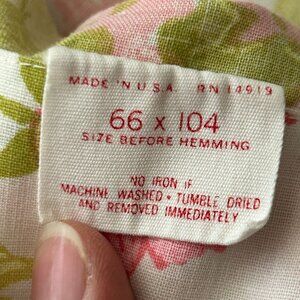 MADE IN U.S.A. RN 14919
66 x 104
SIZE BEFORE HEMMING
NO IRON IF
MACHINE WASHED • TUMBLE DRIED
AND REMOVED IMMEDIATELY